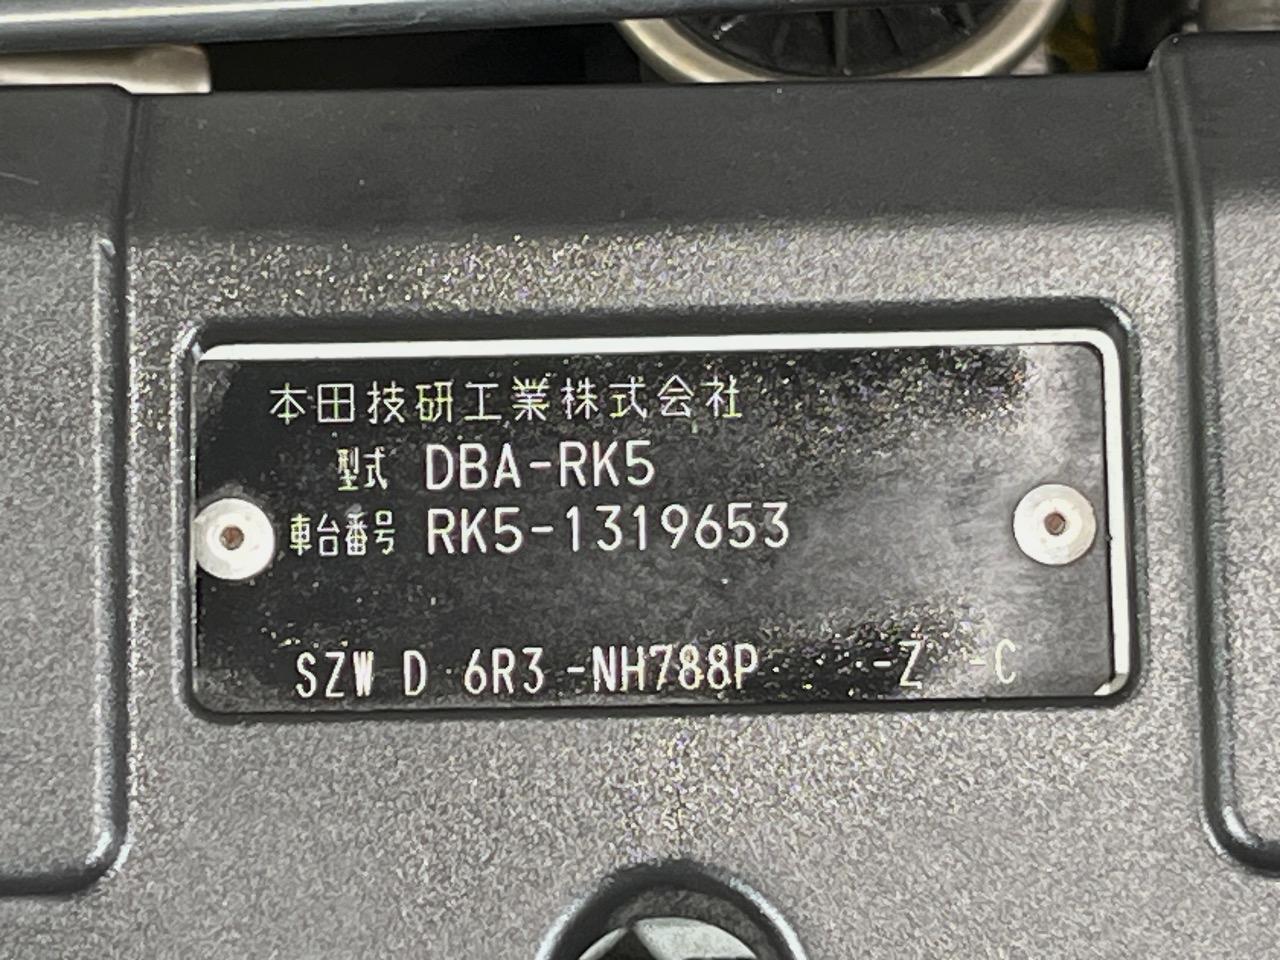 本田技研工業株式会社
型式 DBA-RK5
車台番号 RK5-1319653
SZW D 6R3 -NH788P -Z -C